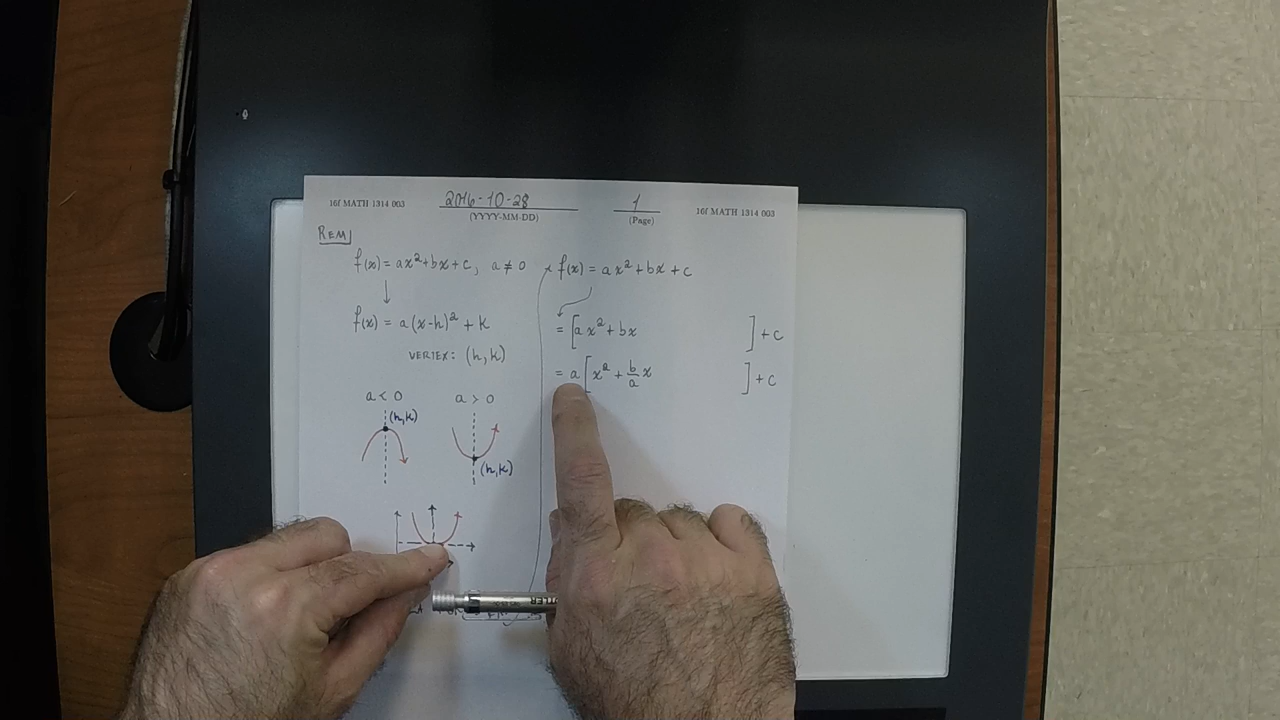 16f MATH 1314 003
2016-10-28
(YYYY-MM-DD)
1
(Page)
16f MATH 1314 003
REM
f(x) = ax²+bx+c, a ≠ 0
f(x) = a(x-h)² + k
VERTEX: (h,k)
a < 0
a > 0
(h,k)
(h,k)
f(x) = ax²+bx+c
= [ax²+bx ]+c
= a[x²+b/a x ]+c